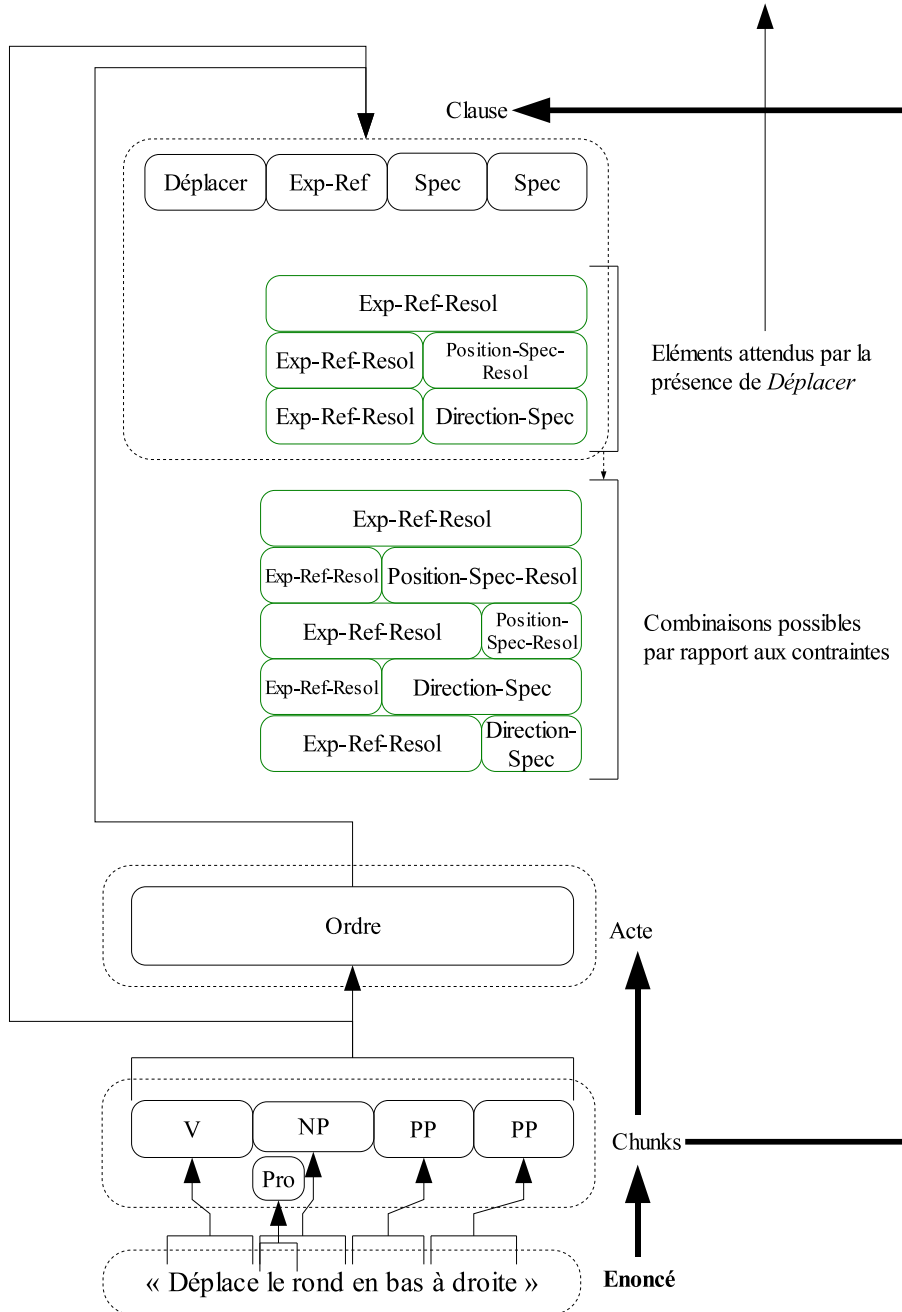 Clause
Déplacer Exp-Ref Spec Spec
Exp-Ref-Resol
Exp-Ref-Resol Position-Spec-
Resol
Exp-Ref-Resol Direction-Spec
Eléments attendus par la
présence de Déplacer
Exp-Ref-Resol
Exp-Ref-Resol Position-Spec-Resol
Exp-Ref-Resol Position-
Spec-Resol
Exp-Ref-Resol Direction-Spec
Exp-Ref-Resol Direction-
Spec
Combinaisons possibles
par rapport aux contraintes
Ordre
Acte
V NP PP PP
Chunks
Pro
« Déplace le rond en bas à droite »
Enoncé